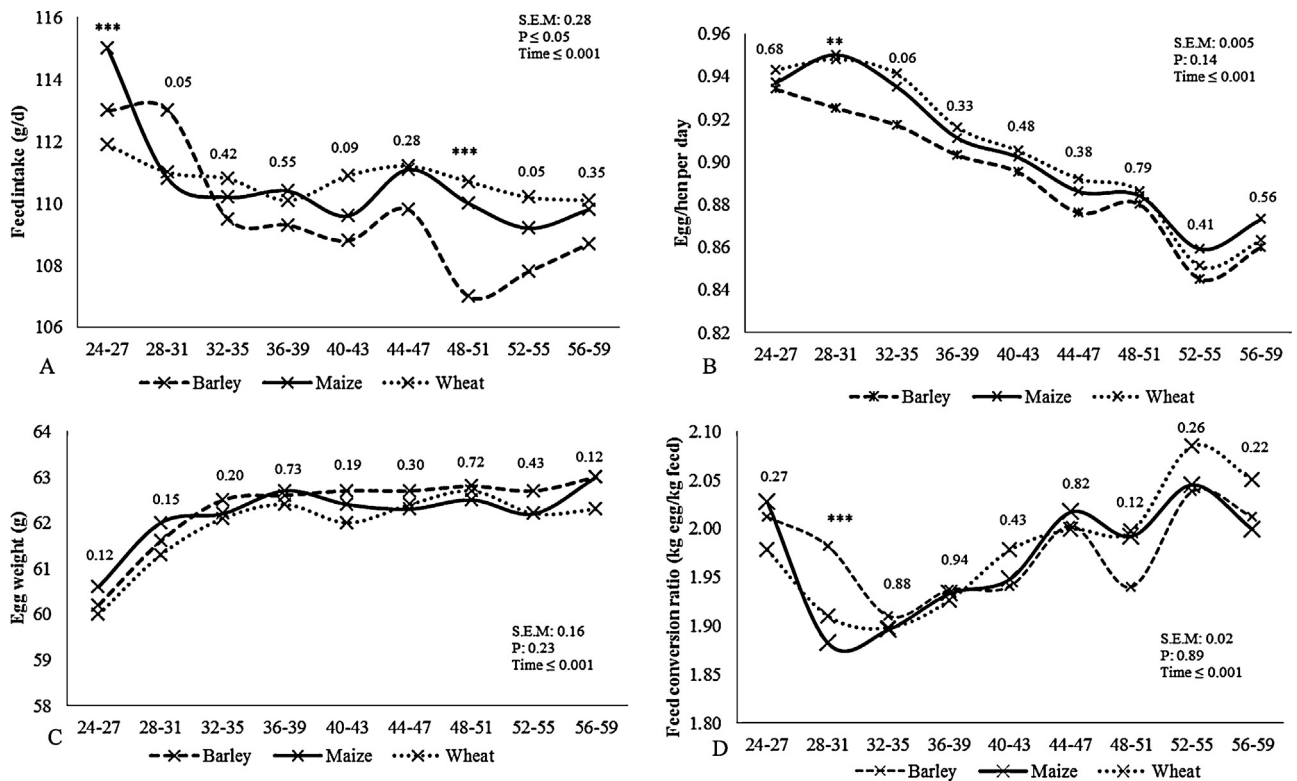 Feed intake (g/d)
116
114
112
110
108
106
***
0.05
0.42
0.55
0.09
0.28
***
0.05
0.35
S.E.M: 0.28
P ≤ 0.05
Time ≤ 0.001
24-27 28-31 32-35 36-39 40-43 44-47 48-51 52-55 56-59
A
Barley Maize Wheat
Egg/hen por day
0.96
0.94
0.92
0.90
0.88
0.86
0.84
0.82
0.68
**
0.06
0.33
0.48
0.38
0.79
0.41
0.56
S.E.M: 0.005
P: 0.14
Time ≤ 0.001
24-27 28-31 32-35 36-39 40-43 44-47 48-51 52-55 56-59
B
Barley Maize Wheat
Egg weight (g)
64
63
62
61
60
59
58
0.12
0.15
0.20
0.73
0.19
0.30
0.72
0.43
0.12
S.E.M: 0.16
P: 0.23
Time ≤ 0.001
24-27 28-31 32-35 36-39 40-43 44-47 48-51 52-55 56-59
C
Barley Maize Wheat
Feed conversion ratio (kg egg/kg feed)
2.10
2.05
2.00
1.95
1.90
1.85
1.80
0.27
***
0.88
0.94
0.43
0.82
0.12
0.26
0.22
S.E.M: 0.02
P: 0.89
Time ≤ 0.001
24-27 28-31 32-35 36-39 40-43 44-47 48-51 52-55 56-59
D
Barley Maize Wheat